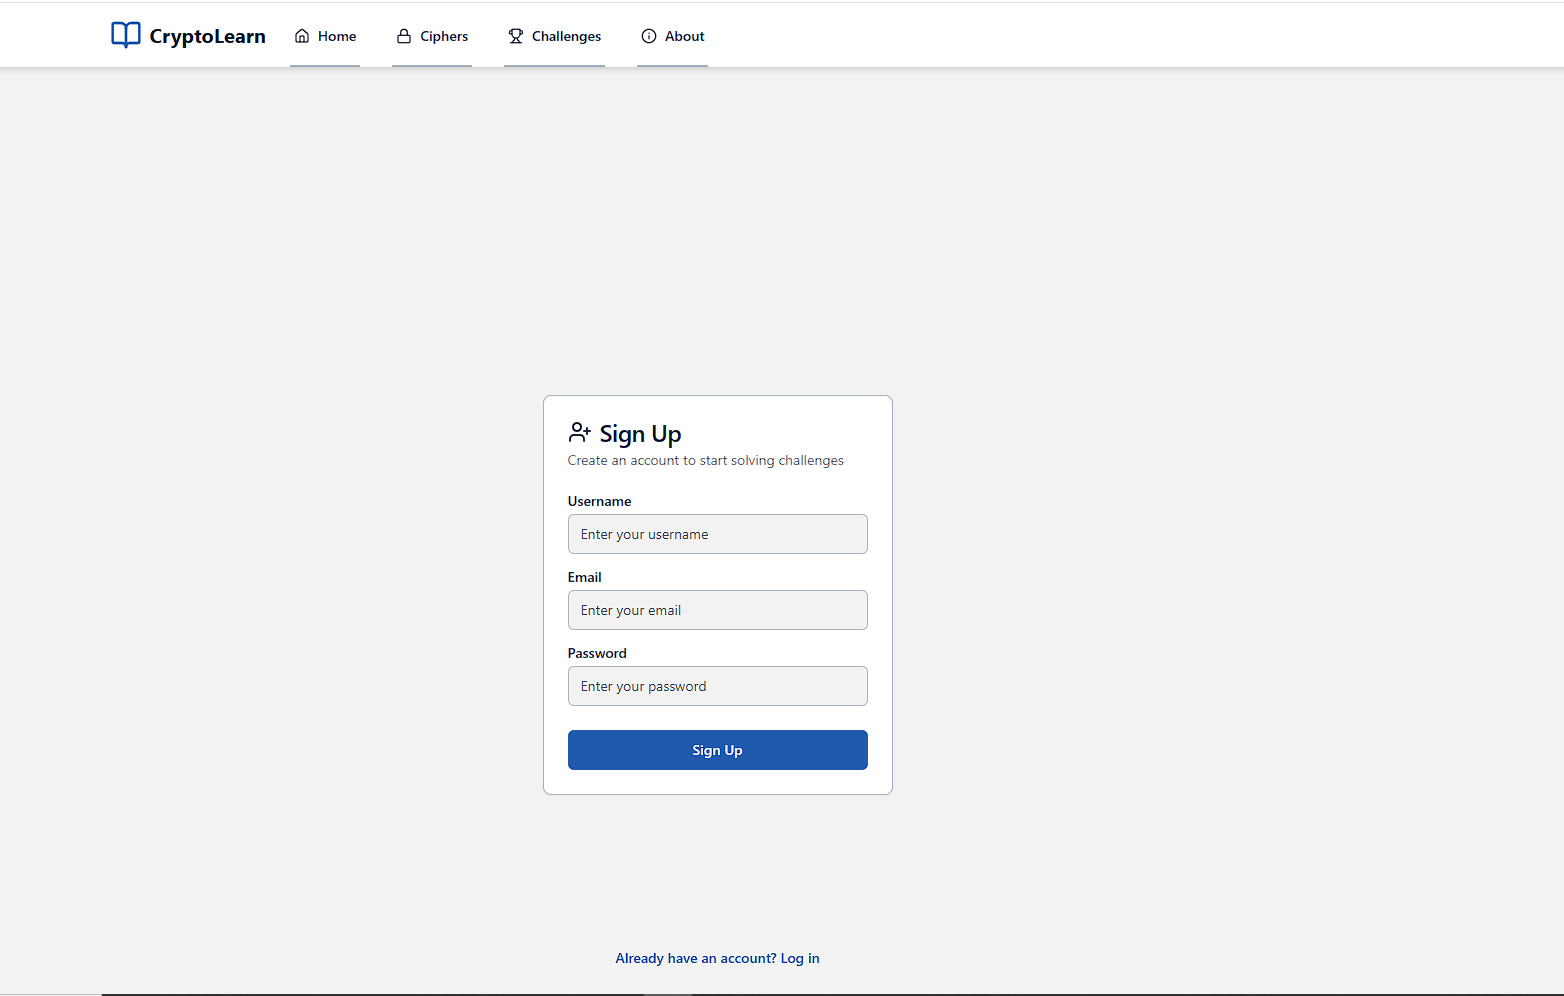 CryptoLearn Home Ciphers Challenges About
Sign Up
Create an account to start solving challenges
Username
Enter your username
Email
Enter your email
Password
Enter your password
Sign Up
Already have an account? Log in